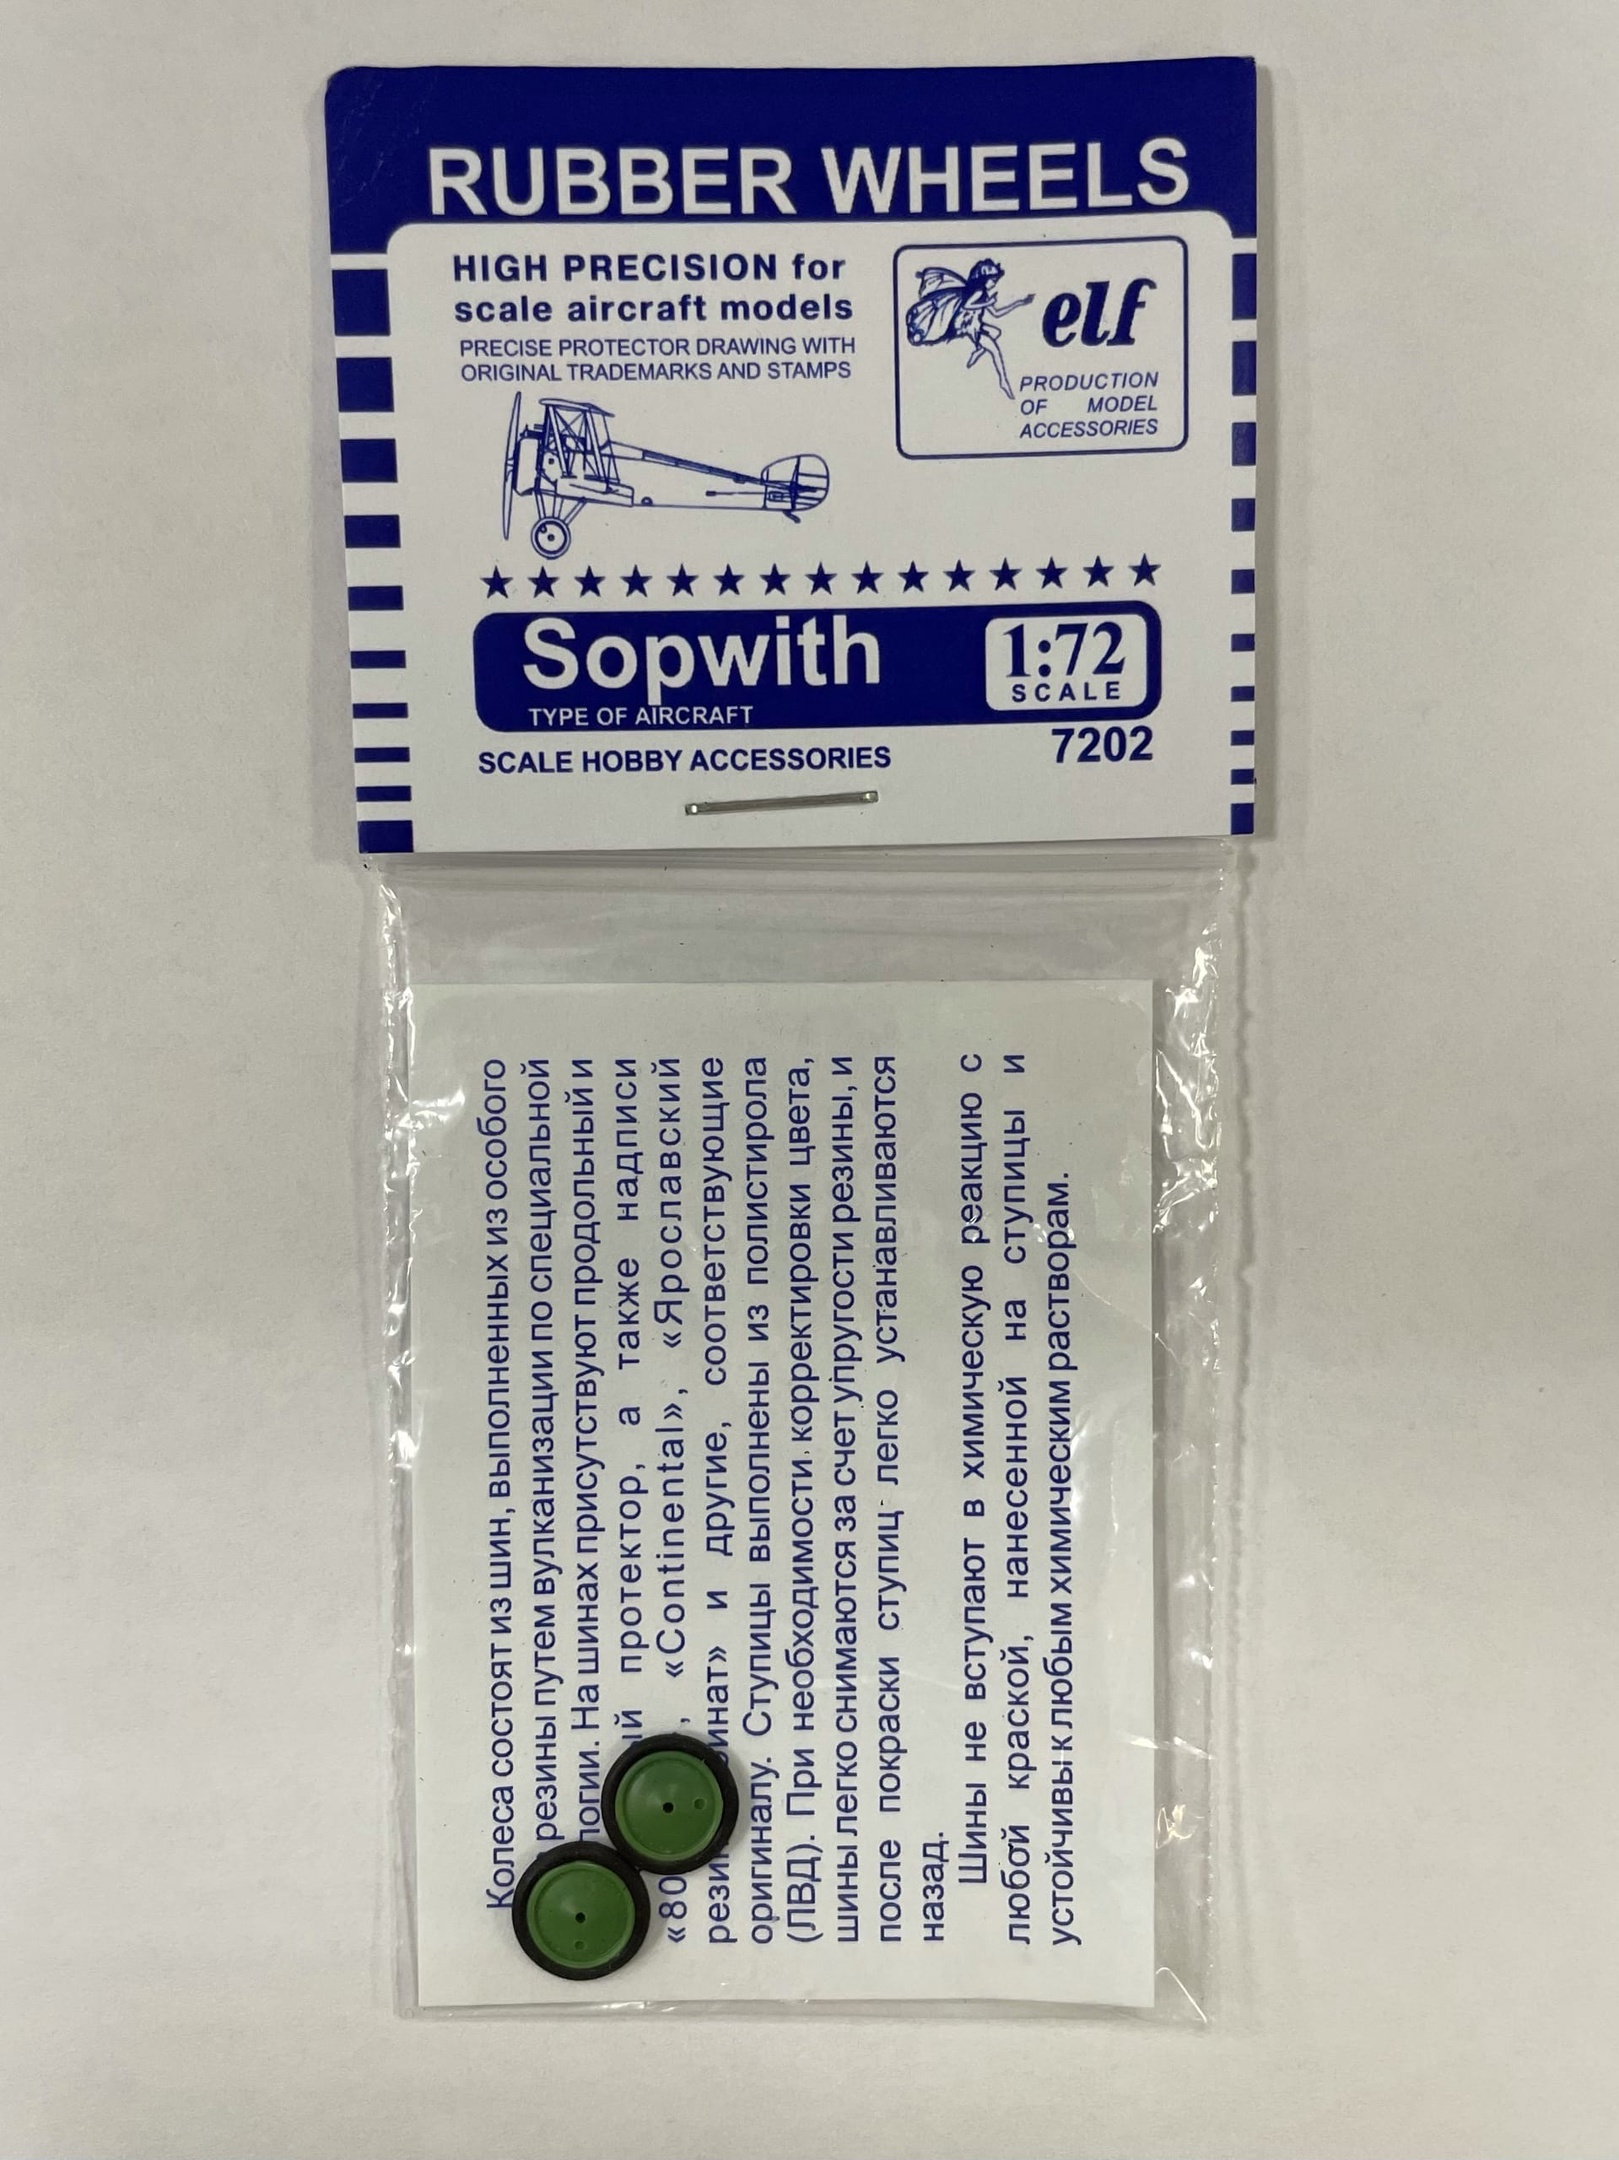 RUBBER WHEELS
HIGH PRECISION for
scale aircraft models
PRECISE PROTECTOR DRAWING WITH
ORIGINAL TRADEMARKS AND STAMPS
elf
PRODUCTION
OF MODEL
ACCESSORIES
Sopwith
TYPE OF AIRCRAFT
1:72
SCALE
7202
SCALE HOBBY ACCESSORIES
Колеса состоят из шин, выполненных из особого
резины путем вулканизации по специальной
На шинах присутствуют продольный и
протектор, а также надписи
«Continental», «Ярославский
и другие, соответствующие
оригиналу. Ступицы выполнены из полистирола
(ЛВД). При необходимости корректировки цвета,
шины легко снимаются за счет упругости резины, и
после покраски ступиц легко устанавливаются
назад.
Шины не вступают в химическую реакцию с
любой краской, нанесенной на ступицы и
устойчивы к любым химическим растворам.